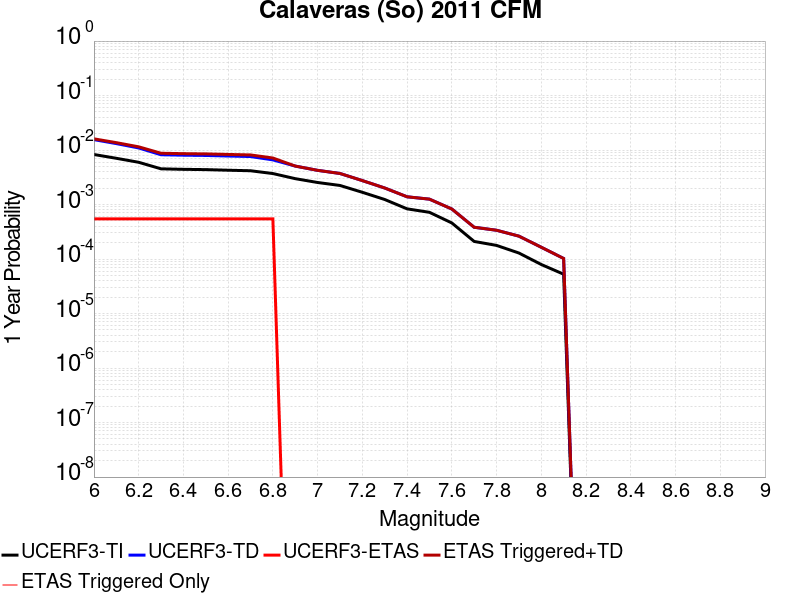 Calaveras (So) 2011 CFM
10^0
10^-1
10^-2
10^-3
10^-4
10^-5
10^-6
10^-7
10^-8
1 Year Probability
6 6.2 6.4 6.6 6.8 7 7.2 7.4 7.6 7.8 8 8.2 8.4 8.6 8.8 9
Magnitude
UCERF3-TI UCERF3-TD UCERF3-ETAS ETAS Triggered+TD
ETAS Triggered Only